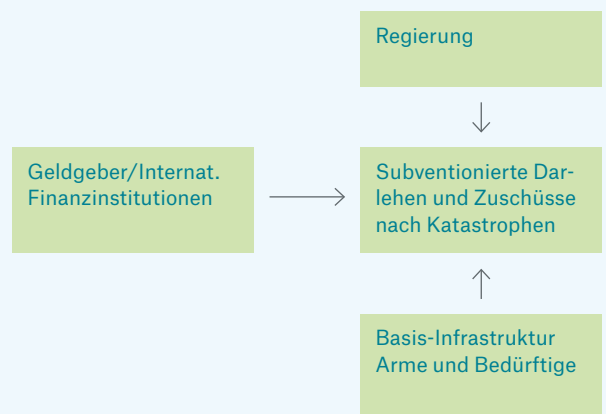 Regierung
Geldgeber/Internat.
Finanzinstitutionen
Subventionierte Dar-
lehen und Zuschüsse
nach Katastrophen
Basis-Infrastruktur
Arme und Bedürftige